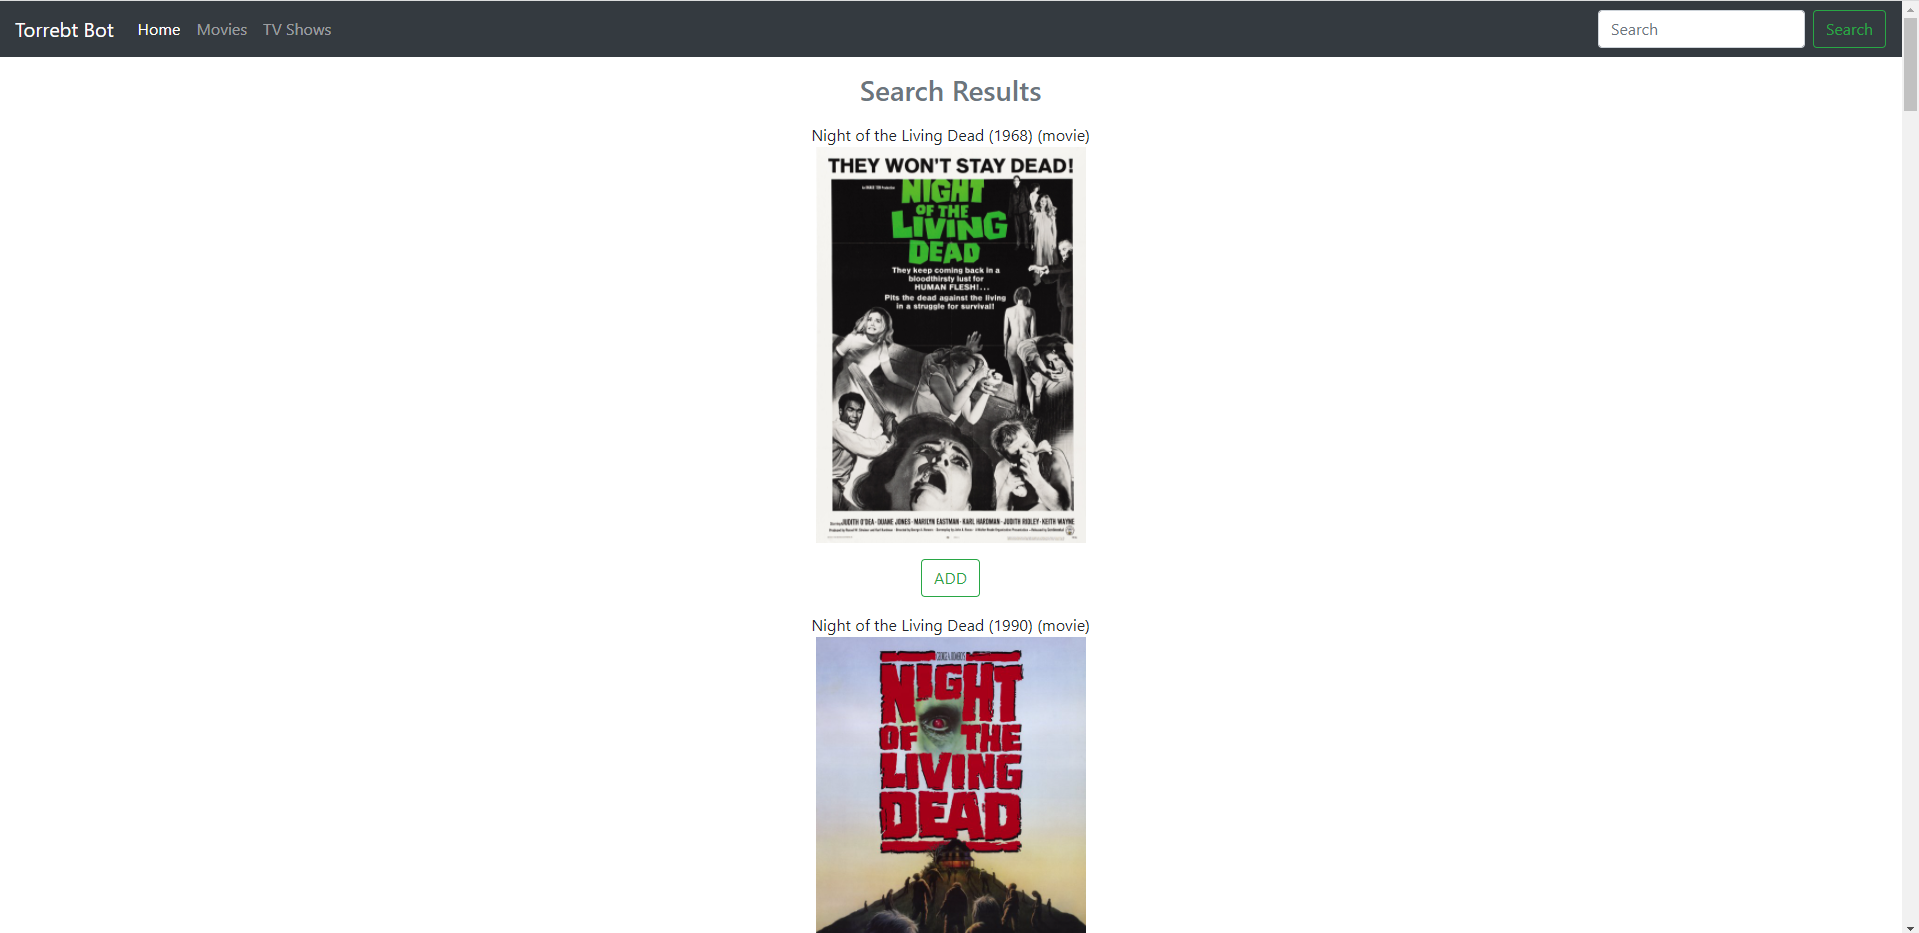 Torrebt Bot Home Movies TV Shows Search Search
Search Results
Night of the Living Dead (1968) (movie)
THEY WON'T STAY DEAD!
NIGHT
OF THE
LIVING
DEAD
They keep coming back in a
bloodthirsty lust for
HUMAN FLESH!...
Pits the dead against the living
in a struggle for survival!
JUDITH O'DEA · DUANE JONES · MARILYN EASTMAN · KARL HARDMAN · JUDITH RIDLEY · KEITH WAYNE
ADD
Night of the Living Dead (1990) (movie)
NIGHT
OF THE
LIVING
DEAD